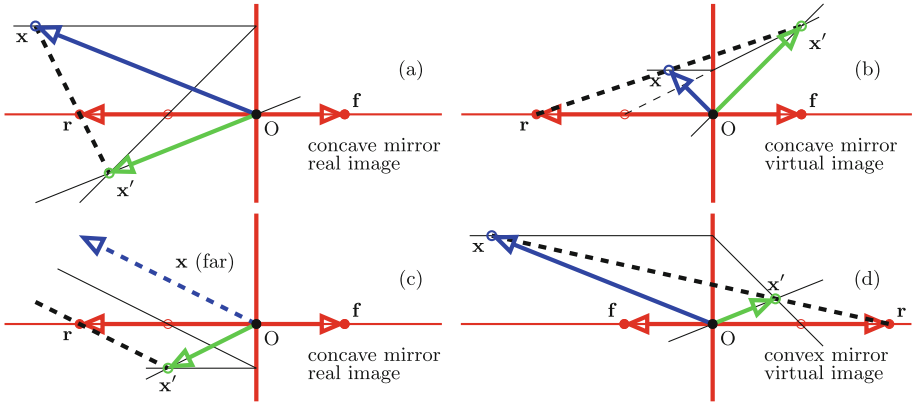 x
(a)
f
r
O
x′
concave mirror
real image
x′
(b)
x
f
r
O
concave mirror
virtual image
x (far)
(c)
f
r
O
x′
concave mirror
real image
x
(d)
x′
f
r
O
convex mirror
virtual image